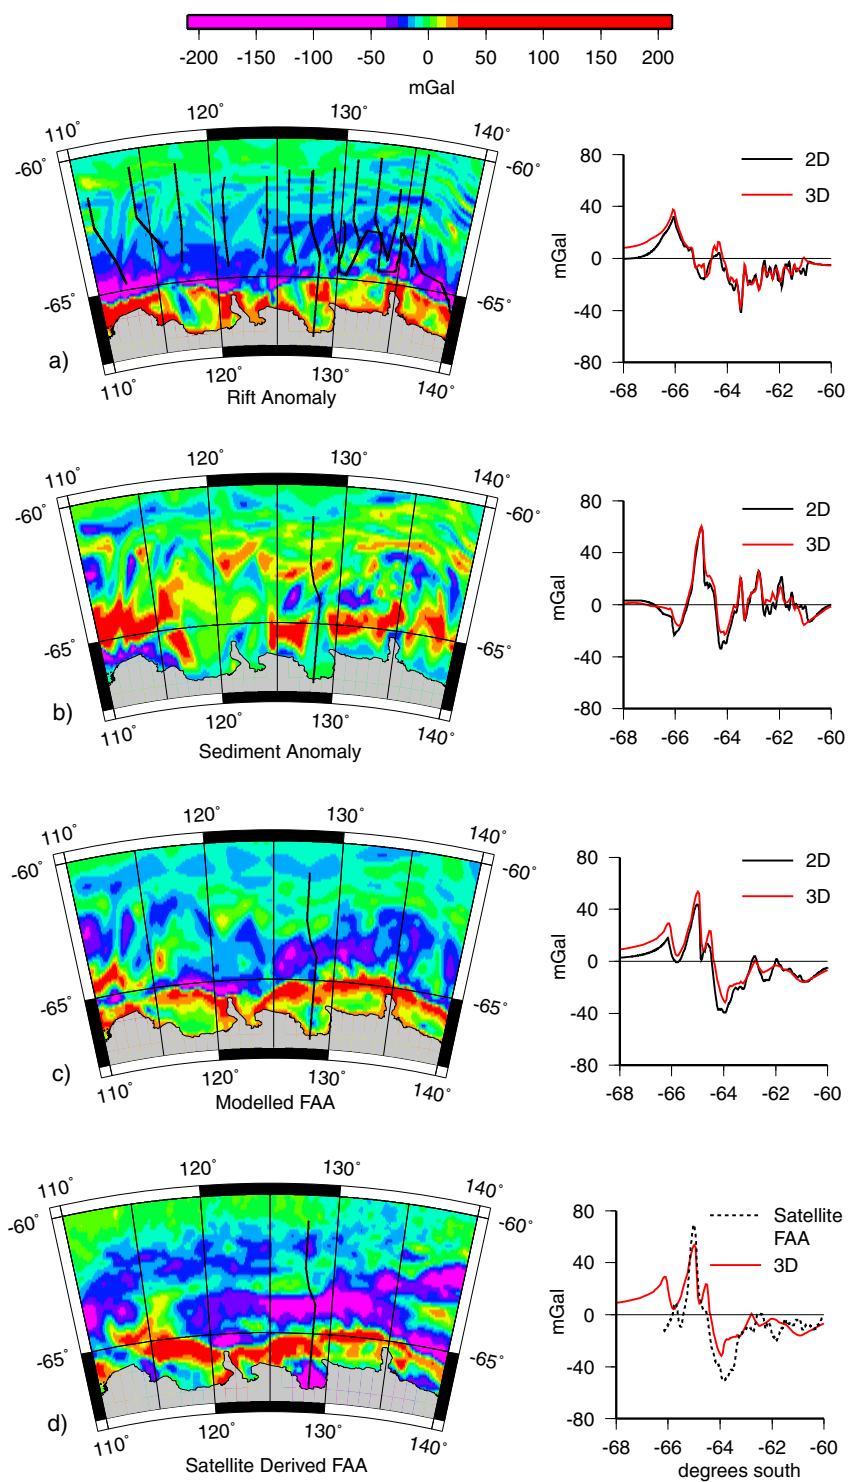 -200 -150 -100 -50 0 50 100 150 200
mGal
110° 120° 130° 140°
-60° -60°
-65° -65°
110° 120° 130° 140°
a)
Rift Anomaly
80
40
0
-40
-80
mGal
2D
3D
-68 -66 -64 -62 -60
110° 120° 130° 140°
-60° -60°
-65° -65°
110° 120° 130° 140°
b)
Sediment Anomaly
80
40
0
-40
-80
mGal
2D
3D
-68 -66 -64 -62 -60
110° 120° 130° 140°
-60° -60°
-65° -65°
110° 120° 130° 140°
c)
Modelled FAA
80
40
0
-40
-80
mGal
2D
3D
-68 -66 -64 -62 -60
110° 120° 130° 140°
-60° -60°
-65° -65°
110° 120° 130° 140°
d)
Satellite Derived FAA
80
40
0
-40
-80
mGal
Satellite
FAA
3D
-68 -66 -64 -62 -60
degrees south